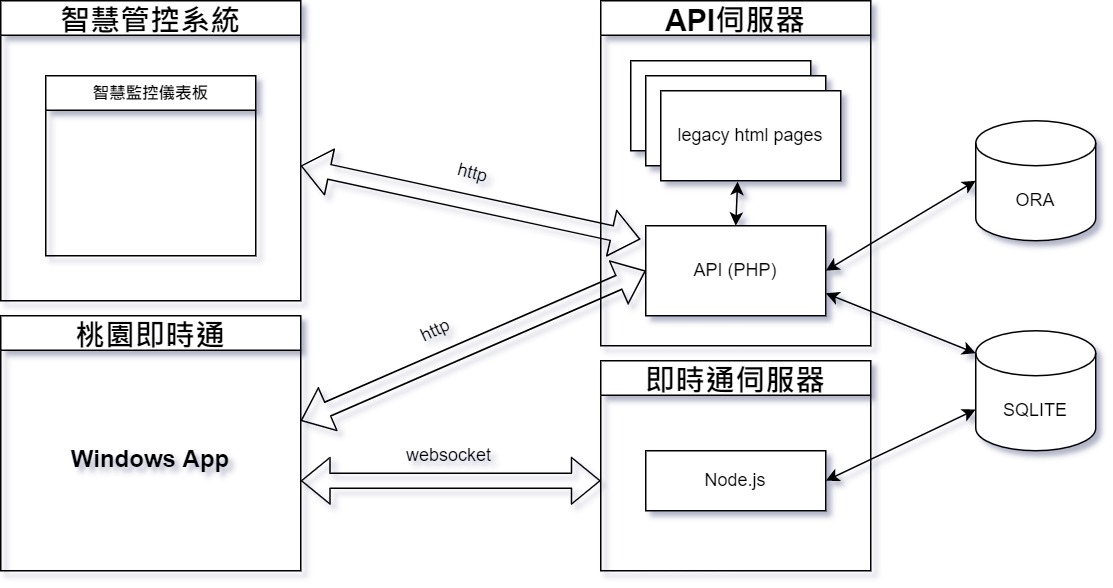 智慧管控系統
智慧監控儀表板
API伺服器
legacy html pages
http
API (PHP)
ORA
桃園即時通
Windows App
http
websocket
即時通伺服器
Node.js
SQLITE